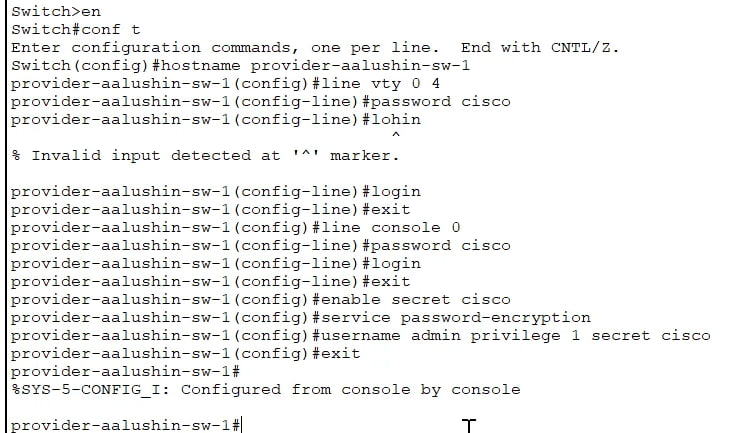 Switch>en
Switch#conf t
Enter configuration commands, one per line.  End with CNTL/Z.
Switch(config)#hostname provider-aalushin-sw-1
provider-aalushin-sw-1(config)#line vty 0 4
provider-aalushin-sw-1(config-line)#password cisco
provider-aalushin-sw-1(config-line)#lohin
^
% Invalid input detected at '^' marker.
provider-aalushin-sw-1(config-line)#login
provider-aalushin-sw-1(config-line)#exit
provider-aalushin-sw-1(config)#line console 0
provider-aalushin-sw-1(config-line)#password cisco
provider-aalushin-sw-1(config-line)#login
provider-aalushin-sw-1(config-line)#exit
provider-aalushin-sw-1(config)#enable secret cisco
provider-aalushin-sw-1(config)#service password-encryption
provider-aalushin-sw-1(config)#username admin privilege 1 secret cisco
provider-aalushin-sw-1(config)#exit
provider-aalushin-sw-1#
%SYS-5-CONFIG_I: Configured from console by console
provider-aalushin-sw-1#